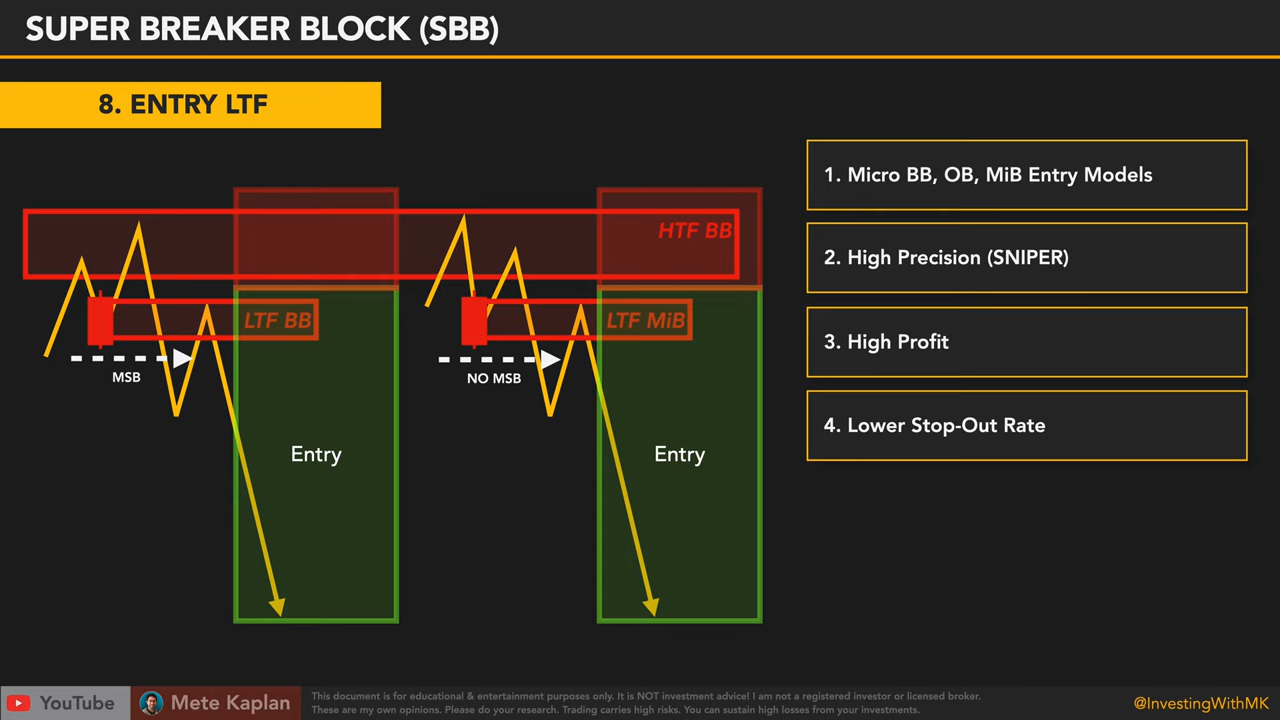 SUPER BREAKER BLOCK (SBB)
8. ENTRY LTF
HTF BB
LTF BB
MSB
Entry
LTF MiB
NO MSB
Entry
1. Micro BB, OB, MiB Entry Models
2. High Precision (SNIPER)
3. High Profit
4. Lower Stop-Out Rate
YouTube
Mete Kaplan
This document is for educational & entertainment purposes only. It is NOT investment advice! I am not a registered investor or licensed broker.
These are my own opinions. Please do your research. Trading carries high risks. You can sustain high losses from your investments.
@InvestingWithMK